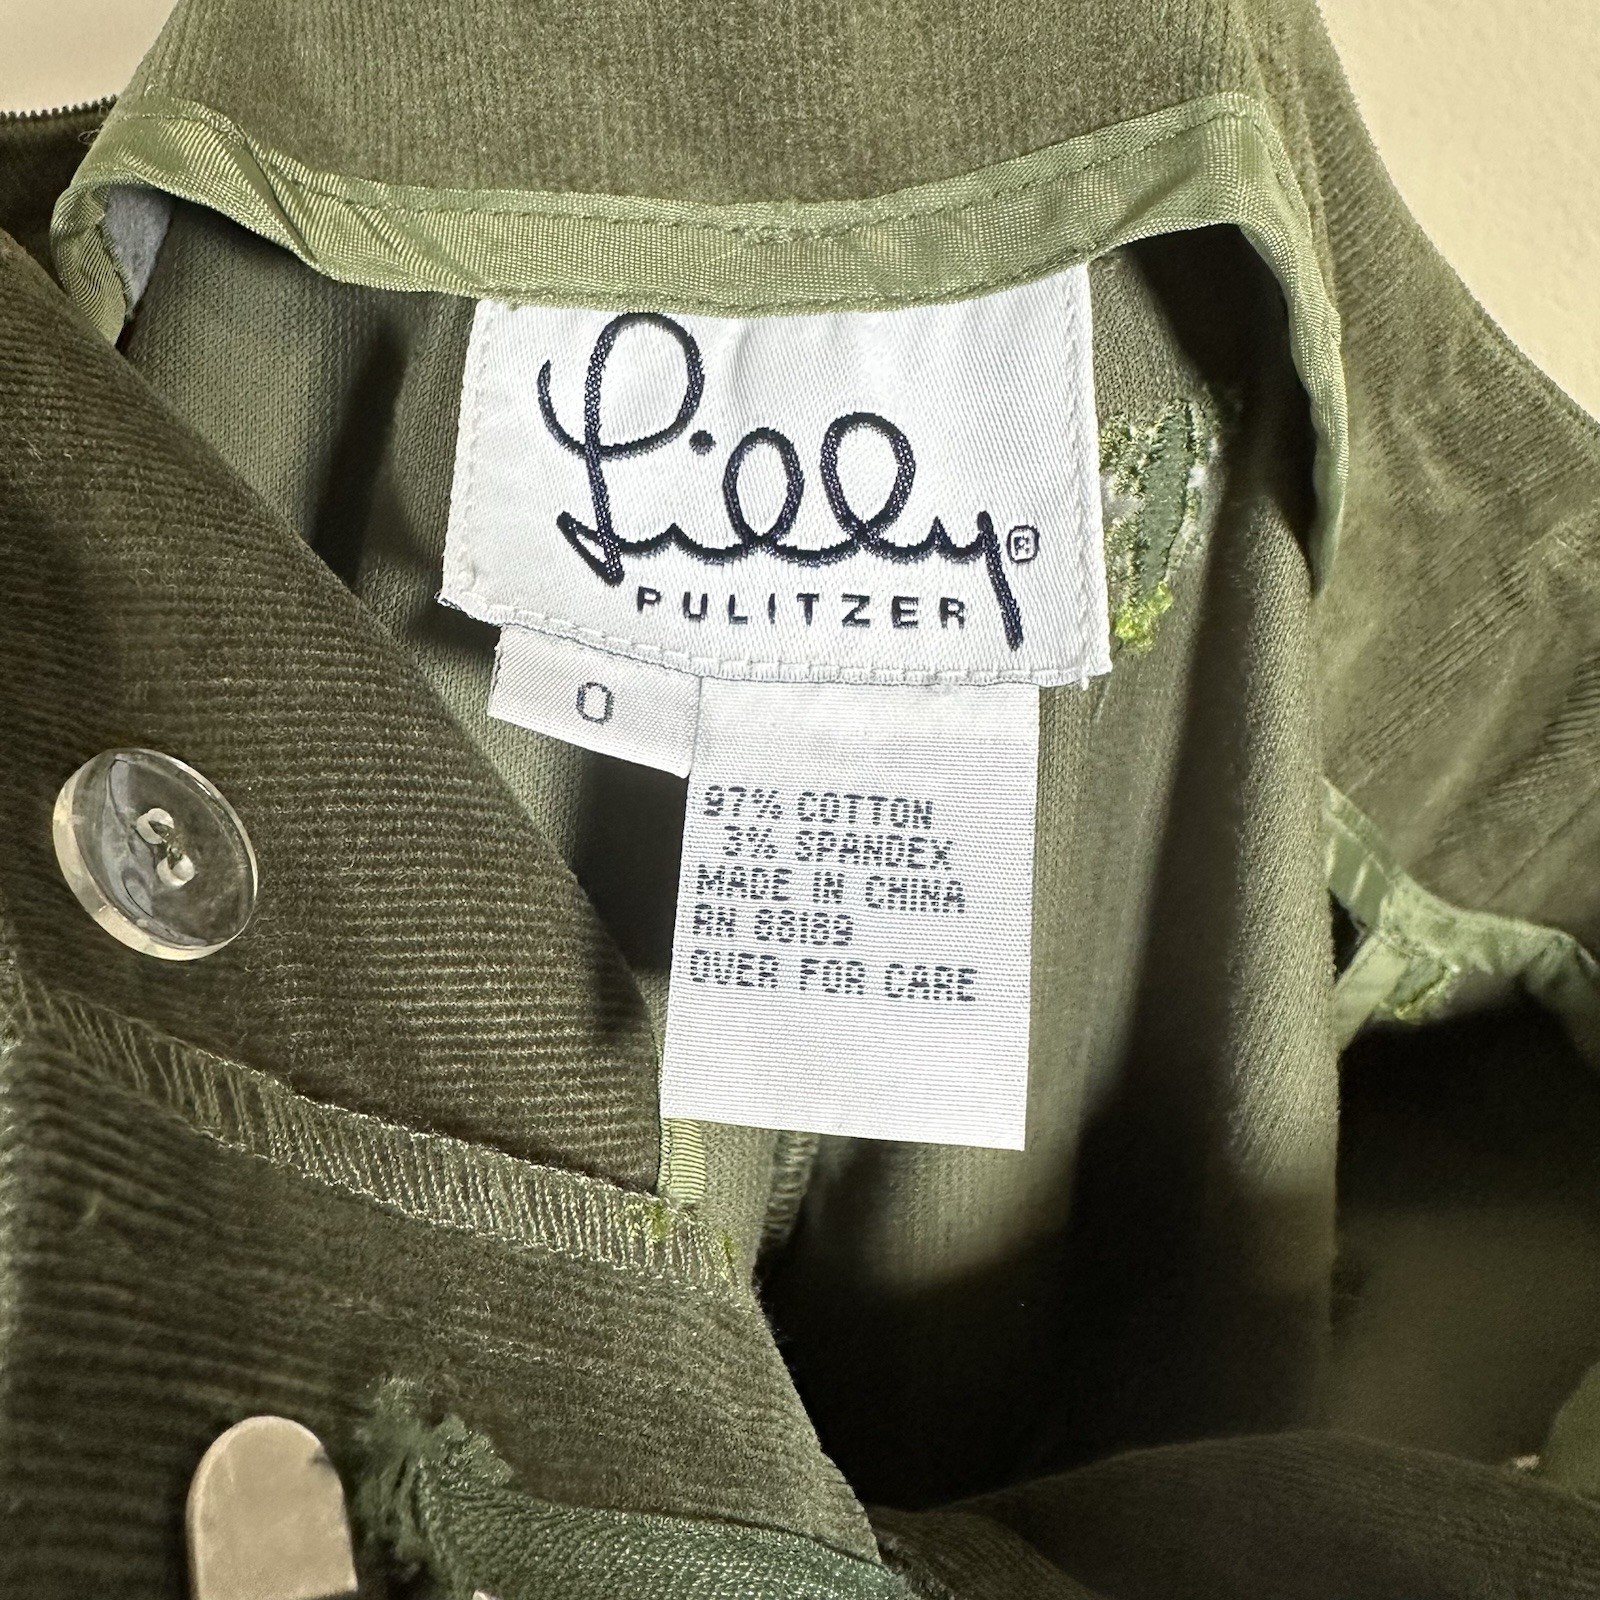 Lilly®
PULITZER
0
97% COTTON
3% SPANDEX
MADE IN CHINA
RN 88189
OVER FOR CARE